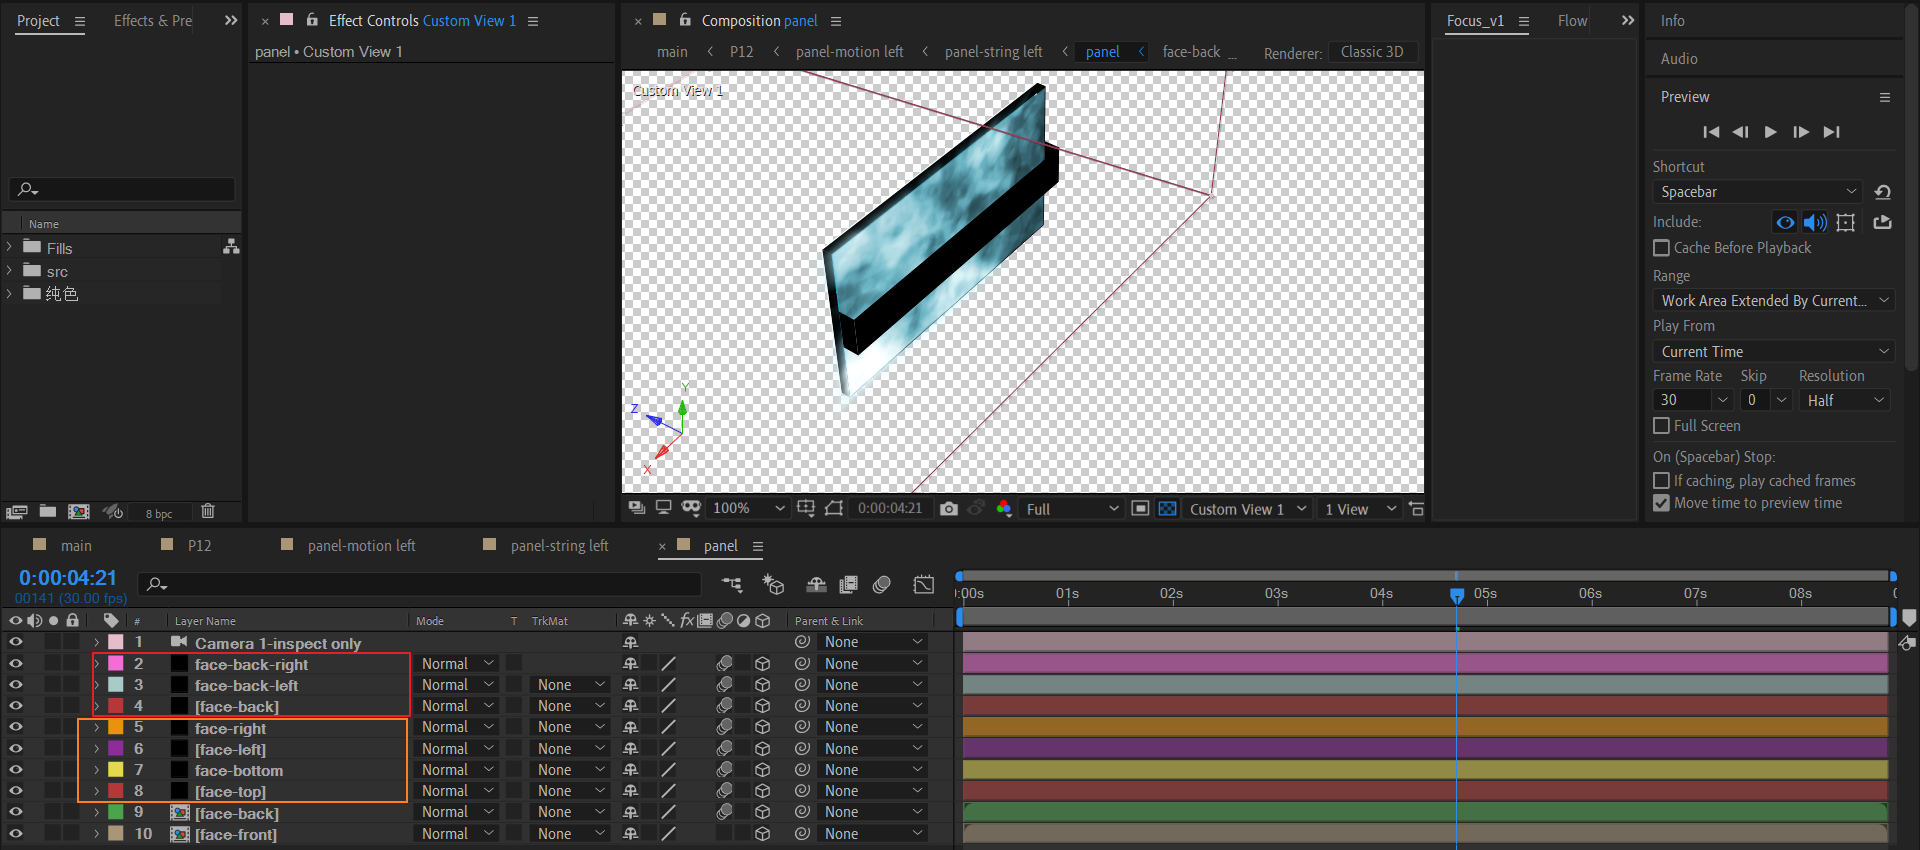 Project
Effects & Pre
Effect Controls Custom View 1
panel • Custom View 1
Composition panel
main
P12
panel-motion left
panel-string left
panel
face-back
Renderer:
Classic 3D
Custom View 1
Y
Z
X
Focus_v1
Flow
Info
Audio
Preview
Shortcut
Spacebar
Include:
Cache Before Playback
Range
Work Area Extended By Current...
Play From
Current Time
Frame Rate Skip Resolution
30 0 Half
Full Screen
On (Spacebar) Stop:
If caching, play cached frames
Move time to preview time
Name
Fills
src
纯色
8 bpc
100%
0:00:04:21
Full
Custom View 1
1 View
main
P12
panel-motion left
panel-string left
panel
0:00:04:21
00141 (30.00 fps)
:00s 01s 02s 03s 04s 05s 06s 07s 08s
# Layer Name Mode T TrkMat Parent & Link
1 Camera 1-inspect only None
2 face-back-right Normal None
3 face-back-left Normal None None
4 [face-back] Normal None None
5 face-right Normal None None
6 [face-left] Normal None None
7 face-bottom Normal None None
8 [face-top] Normal None None
9 [face-back] Normal None None
10 [face-front] Normal None None